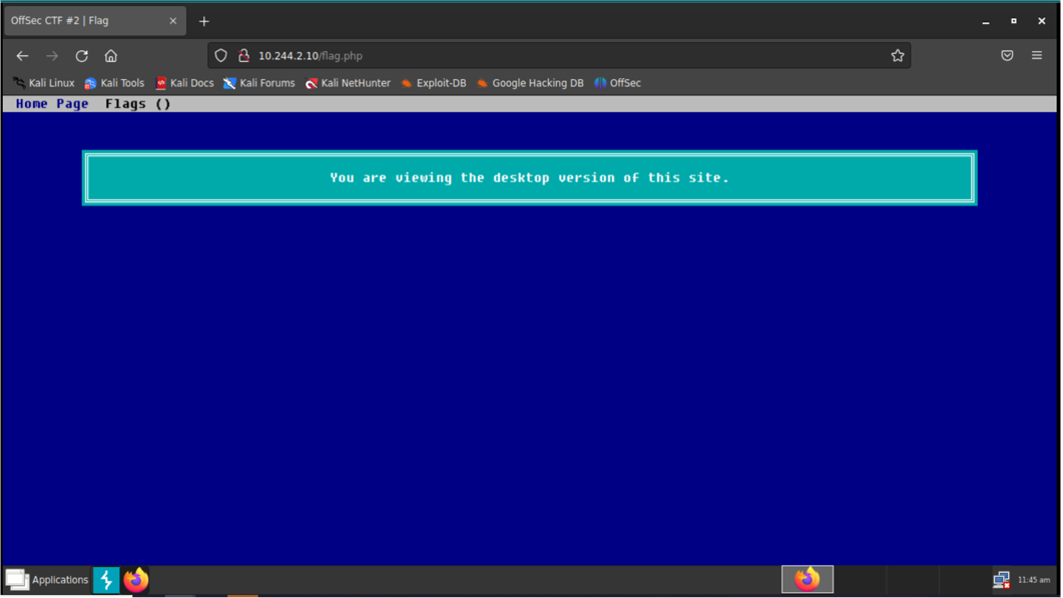 OffSec CTF #2 | Flag
10.244.2.10/flag.php
Kali Linux Kali Tools Kali Docs Kali Forums Kali NetHunter Exploit-DB Google Hacking DB OffSec
Home Page Flags ()
You are viewing the desktop version of this site.
Applications 11:45 am